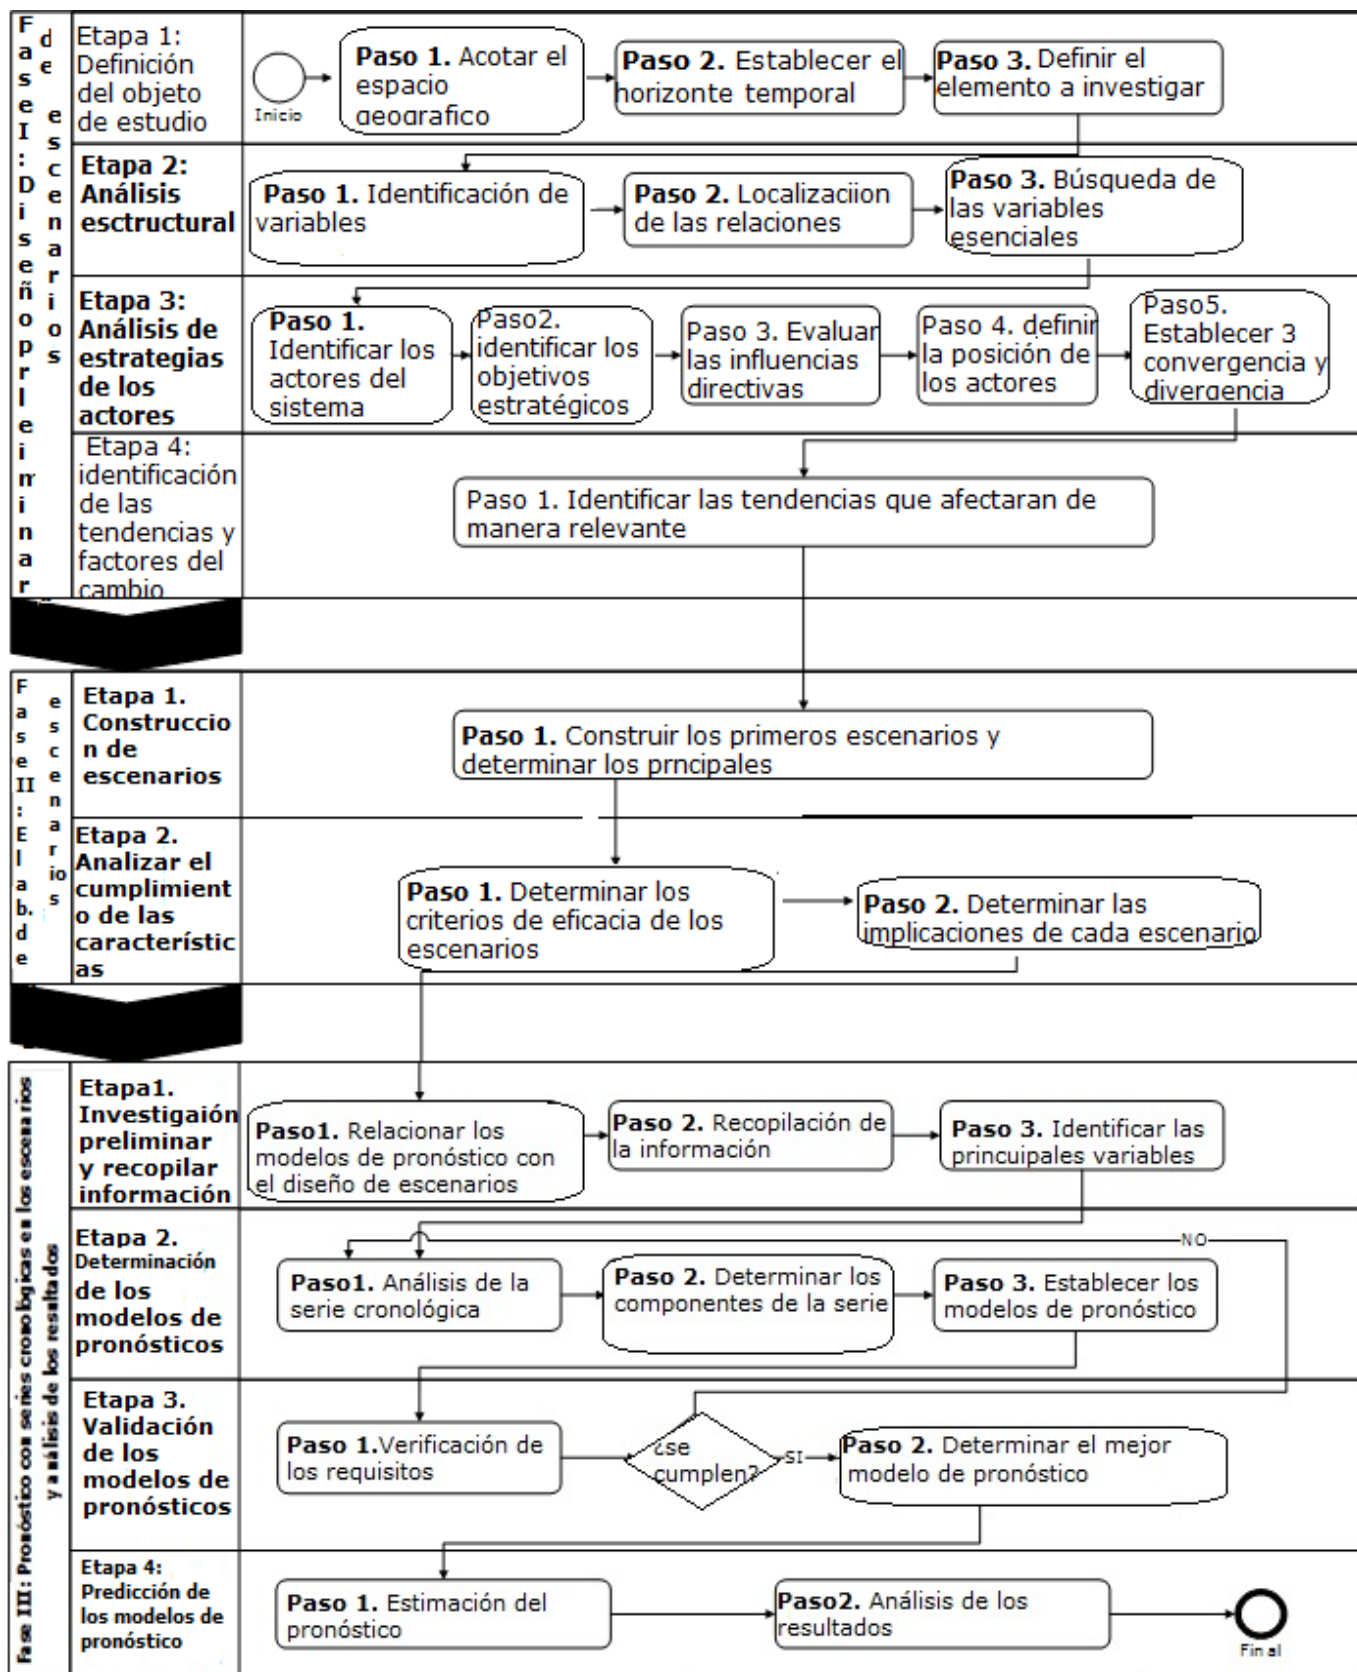 Fase I: Diseño prleiminar
de escenarios
Etapa 1:
Definición
del objeto
de estudio
Inicio
Paso 1. Acotar el
espacio
geografico
Paso 2. Establecer el
horizonte temporal
Paso 3. Definir el
elemento a investigar
Etapa 2:
Análisis
esctructural
Paso 1. Identificación de
variables
Paso 2. Localizaciion
de las relaciones
Paso 3. Búsqueda de
las variables
esenciales
Etapa 3:
Análisis de
estrategias
de los
actores
Paso 1.
Identificar los
actores del
sistema
Paso2.
identificar los
objetivos
estratégicos
Paso 3. Evaluar
las influencias
directivas
Paso 4. definir
la posición de
los actores
Paso5.
Establecer 3
convergencia y
divergencia
Etapa 4:
identificación
de las
tendencias y
factores del
cambio
Paso 1. Identificar las tendencias que afectaran de
manera relevante
Fase II: Elab. de
escenarios
Etapa 1.
Construccio
n de
escenarios
Paso 1. Construir los primeros escenarios y
determinar los prncipales
Etapa 2.
Analizar el
cumplimient
o de las
característic
as
Paso 1. Determinar los
criterios de eficacia de los
escenarios
Paso 2. Determinar las
implicaciones de cada escenario
Fase III: Pronóstico con series cronologicas en los escenarios
y análisis de los resultados
Etapa1.
Investigaión
preliminar
y recopilar
información
Paso1. Relacionar los
modelos de pronóstico con
el diseño de escenarios
Paso 2. Recopilación de
la información
Paso 3. Identificar las
princuipales variables
Etapa 2.
Determinación
de los
modelos de
pronósticos
NO
Paso1. Análisis de la
serie cronológica
Paso 2. Determinar los
componentes de la serie
Paso 3. Establecer los
modelos de pronóstico
Etapa 3.
Validación
de los
modelos de
pronósticos
Paso 1.Verificación de
los requisitos
¿se
cumplen?
SI
Paso 2. Determinar el mejor
modelo de pronóstico
Etapa 4:
Predicción de
los modelos de
pronóstico
Paso 1. Estimación del
pronóstico
Paso2. Análisis de los
resultados
Final